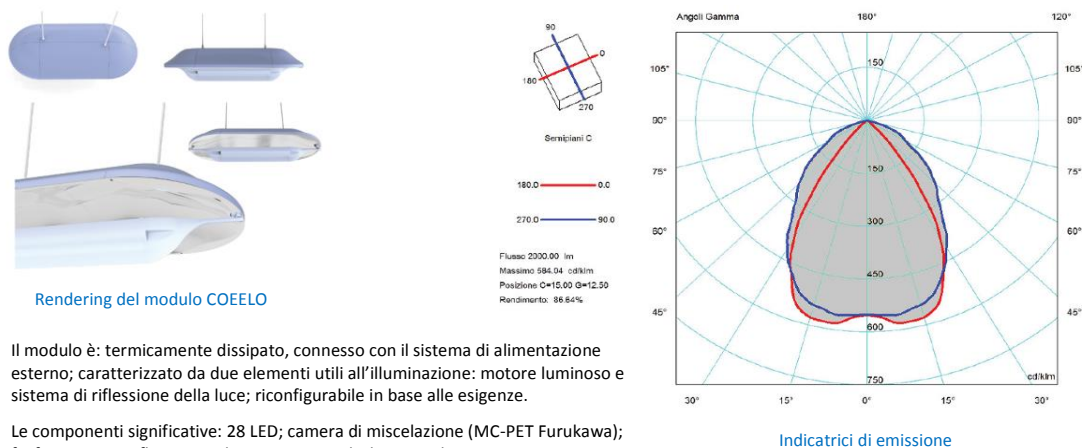 Rendering del modulo COEELO
90
0
180
270
Semipiani C
180.0 0.0
270.0 90.0
Flusso 2000.00 lm
Massimo 584.04 cd/klm
Posizione C=15.00 G=12.50
Rendimento: 86.64%
Angoli Gamma 180° 120°
105° 105°
90° 90°
75° 75°
60° 60°
45° 45°
30° 15° 0° 15° 30°
150
150
300
450
600
750
cd/klm
Indicatrici di emissione
Il modulo è: termicamente dissipato, connesso con il sistema di alimentazione
esterno; caratterizzato da due elementi utili all'illuminazione: motore luminoso e
sistema di riflessione della luce; riconfigurabile in base alle esigenze.
Le componenti significative: 28 LED; camera di miscelazione (MC-PET Furukawa);